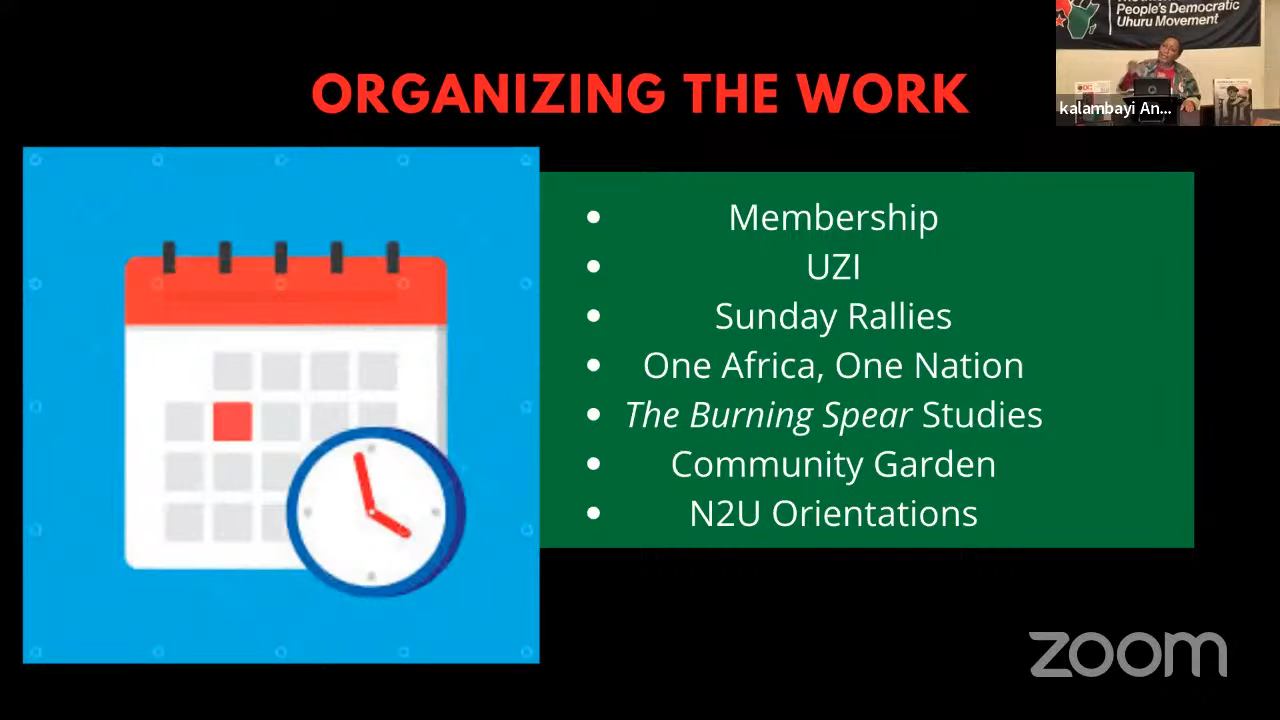 People's Democratic
Uhuru Movement
kalambayi An...
ORGANIZING THE WORK
• Membership
• UZI
• Sunday Rallies
• One Africa, One Nation
• The Burning Spear Studies
• Community Garden
• N2U Orientations
zoom